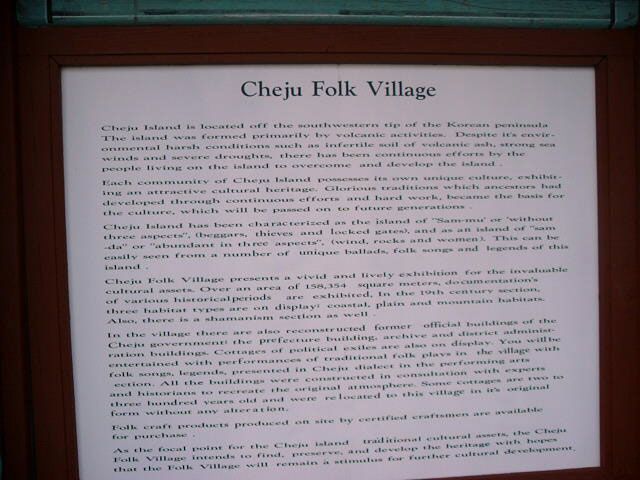 Cheju Folk Village
Cheju Island is located off the southwestern tip of the Korean peninsula
The island was formed primarily by volcanic activities. Despite it's envir-
onmental harsh conditions such as infertile soil of volcanic ash, strong sea
winds and severe droughts, there has been continuous efforts by the
people living on the island to overcome and develop the island .
Each community of Cheju Island possesses its own unique culture, exhibit-
ing an attractive cultural heritage. Glorious traditions which ancestors had
developed through continuous efforts and hard work, became the basis for
the culture, which will be passed on to future generations .
Cheju Island has been characterized as the island of "Sam-mu' or 'without
three aspects", (beggars, thieves and locked gates), and as an island of "sam
-da" or "abundant in three aspects", (wind, rocks and women). This can be
easily seen from a number of unique ballads, folk songs and legends of this
island .
Cheju Folk Village presents a vivid and lively exhibition for the invaluable
cultural assets. Over an area of 158,354 square meters, documentation's
of various historical periods are exhibited. In the 19th century section,
three habitat types are on display: coastal, plain and mountain habitats.
Also, there is a shamanism section as well .
In the village there are also reconstructed former official buildings of the
Cheju government: the prefecture building, archive and district administ-
ration buildings. Cottages of political exiles are also on display. You will be
entertained with performances of traditional folk plays in the village with
folk songs, legends, presented in Cheju dialect in the performing arts
ection. All the buildings were constructed in consultation with experts
and historians to recreate the original atmosphere. Some cottages are two to
three hundred years old and were relocated to this village in it's original
form without any alteration.
Folk craft products produced on site by certified craftsmen are available
for purchase .
As the focal point for the Cheju island traditional cultural assets, the Cheju
Folk Village intends to find, preserve, and develop the heritage with hopes
that the Folk Village will remain a stimulus for further cultural development.